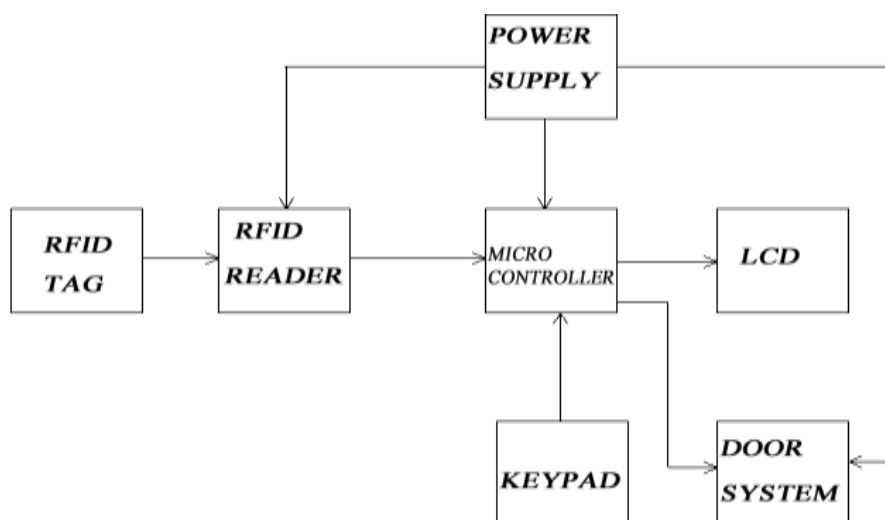 POWER
SUPPLY
RFID
TAG
RFID
READER
MICRO
CONTROLLER
LCD
KEYPAD
DOOR
SYSTEM